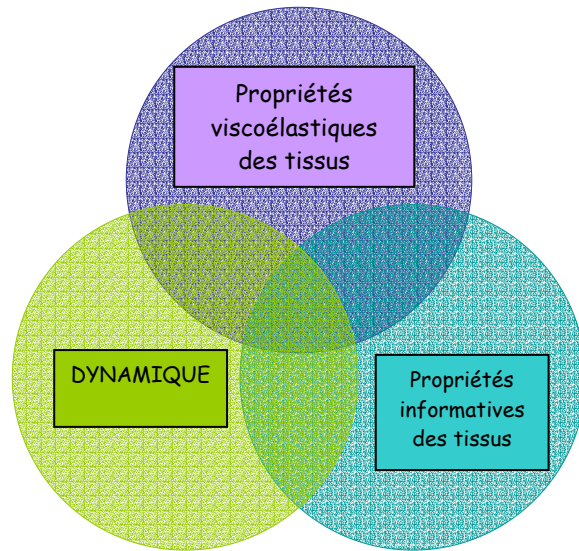 Propriétés
viscoélastiques
des tissus
DYNAMIQUE
Propriétés
informatives
des tissus